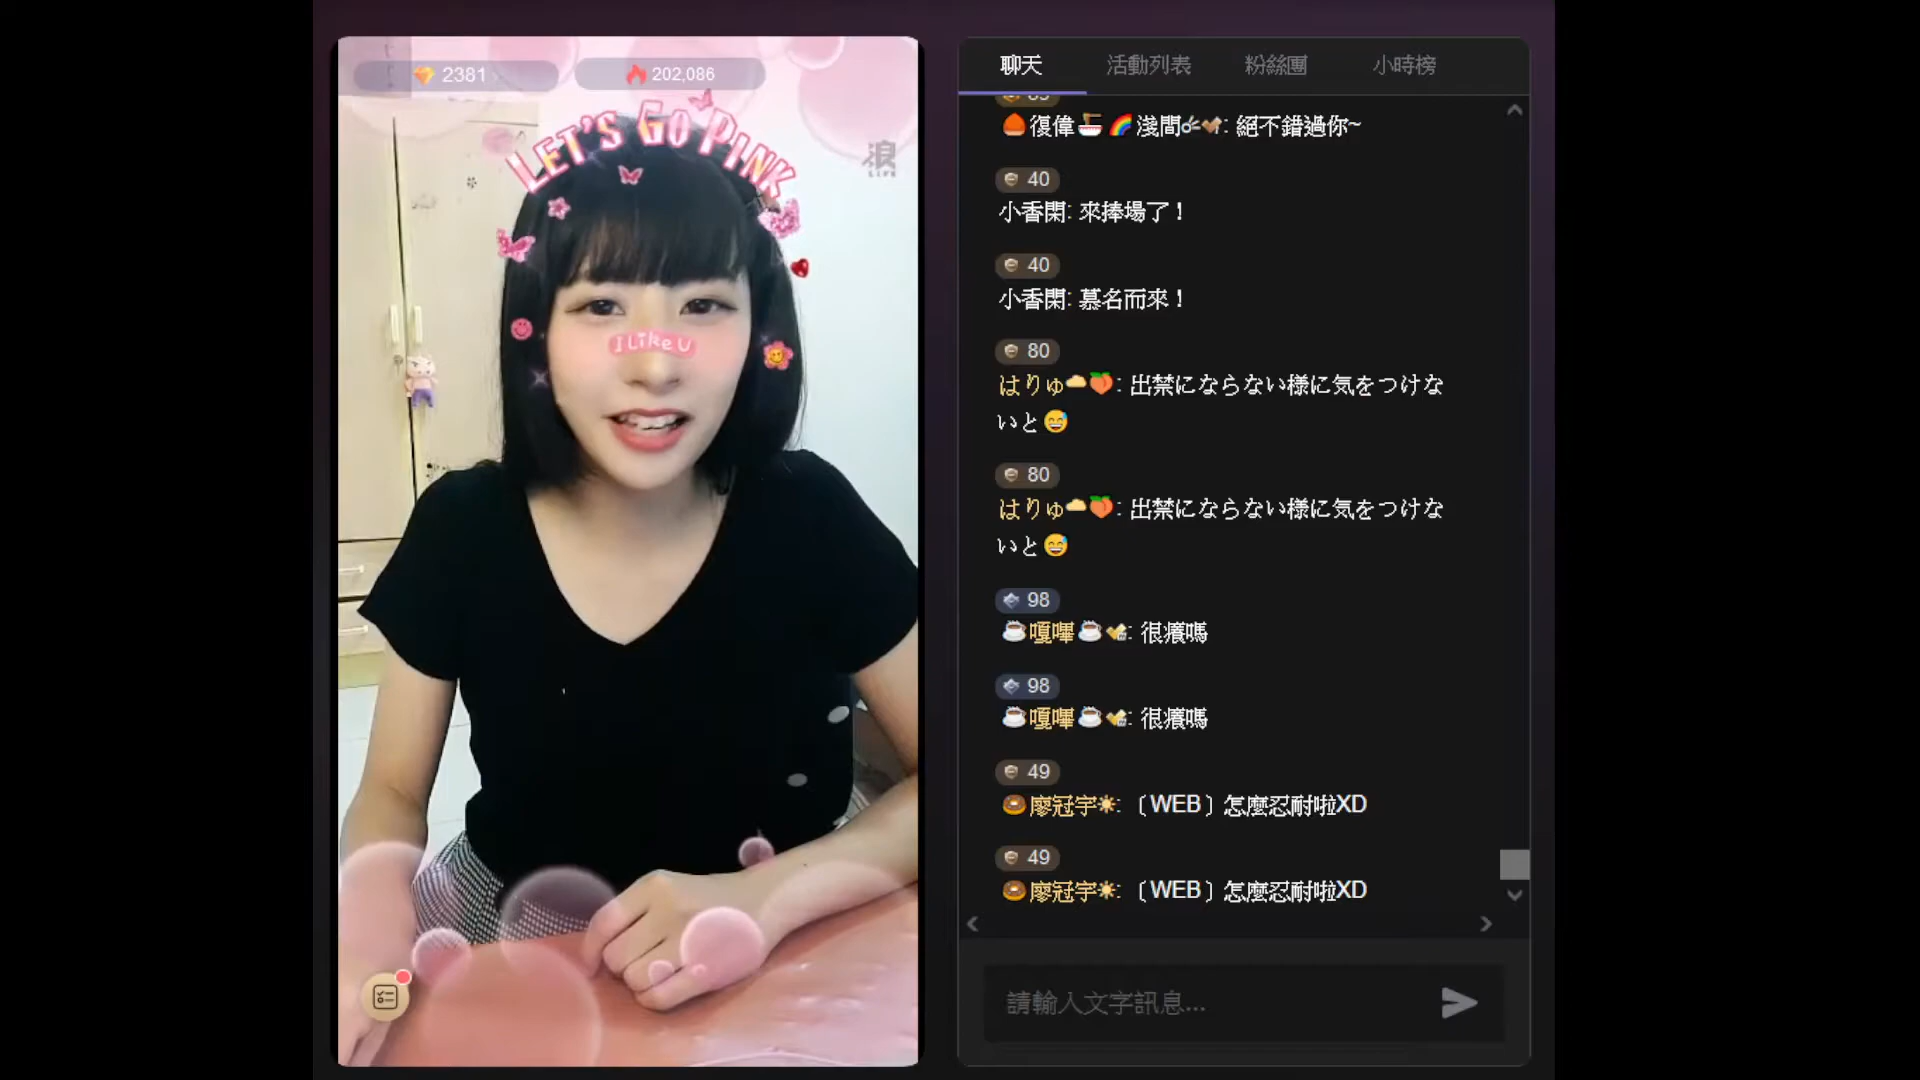 2381
202,086
LET'S GO PINK
浪
LIFE
I Like U
聊天 活動列表 粉絲團 小時榜
復偉 淺間: 絕不錯過你~
40
小香閑: 來捧場了！
40
小香閑: 慕名而來！
80
はりゅ: 出禁にならない様に気をつけな
いと😅
80
はりゅ: 出禁にならない様に気をつけな
いと😅
98
嘎嗶: 很癢嗎
98
嘎嗶: 很癢嗎
49
廖冠宇: 〔WEB〕怎麼忍耐啦XD
49
廖冠宇: 〔WEB〕怎麼忍耐啦XD
請輸入文字訊息...